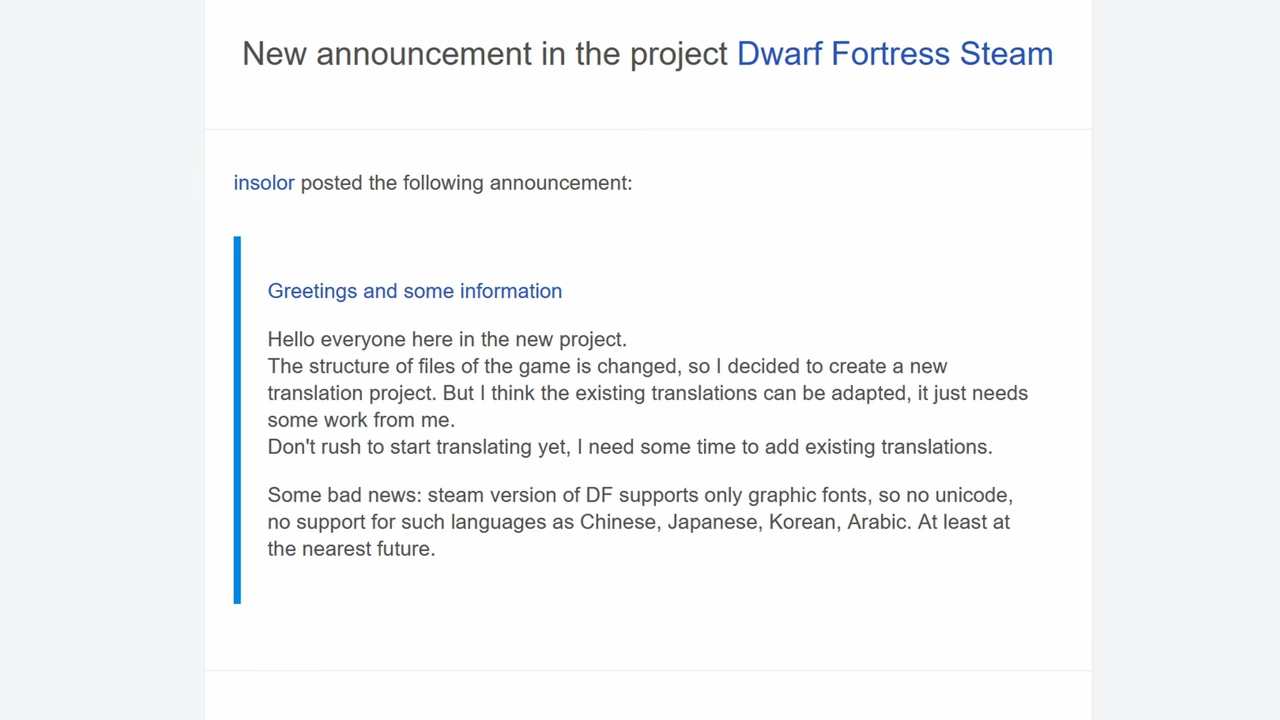 New announcement in the project Dwarf Fortress Steam
insolor posted the following announcement:
Greetings and some information
Hello everyone here in the new project.
The structure of files of the game is changed, so I decided to create a new
translation project. But I think the existing translations can be adapted, it just needs
some work from me.
Don't rush to start translating yet, I need some time to add existing translations.
Some bad news: steam version of DF supports only graphic fonts, so no unicode,
no support for such languages as Chinese, Japanese, Korean, Arabic. At least at
the nearest future.